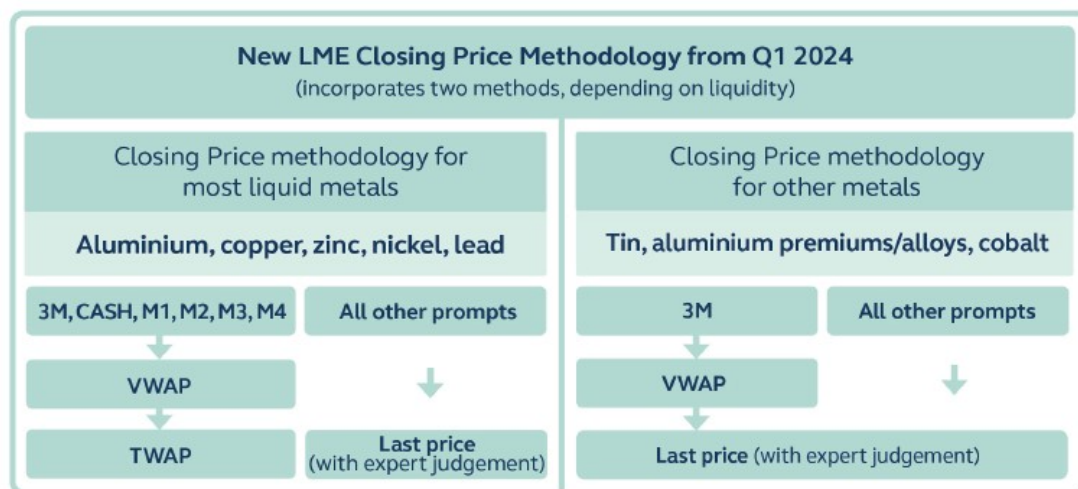 New LME Closing Price Methodology from Q1 2024
(incorporates two methods, depending on liquidity)
Closing Price methodology for
most liquid metals
Aluminium, copper, zinc, nickel, lead
3M, CASH, M1, M2, M3, M4
All other prompts
VWAP
TWAP
Last price
(with expert judgement)
Closing Price methodology
for other metals
Tin, aluminium premiums/alloys, cobalt
3M
All other prompts
VWAP
Last price (with expert judgement)